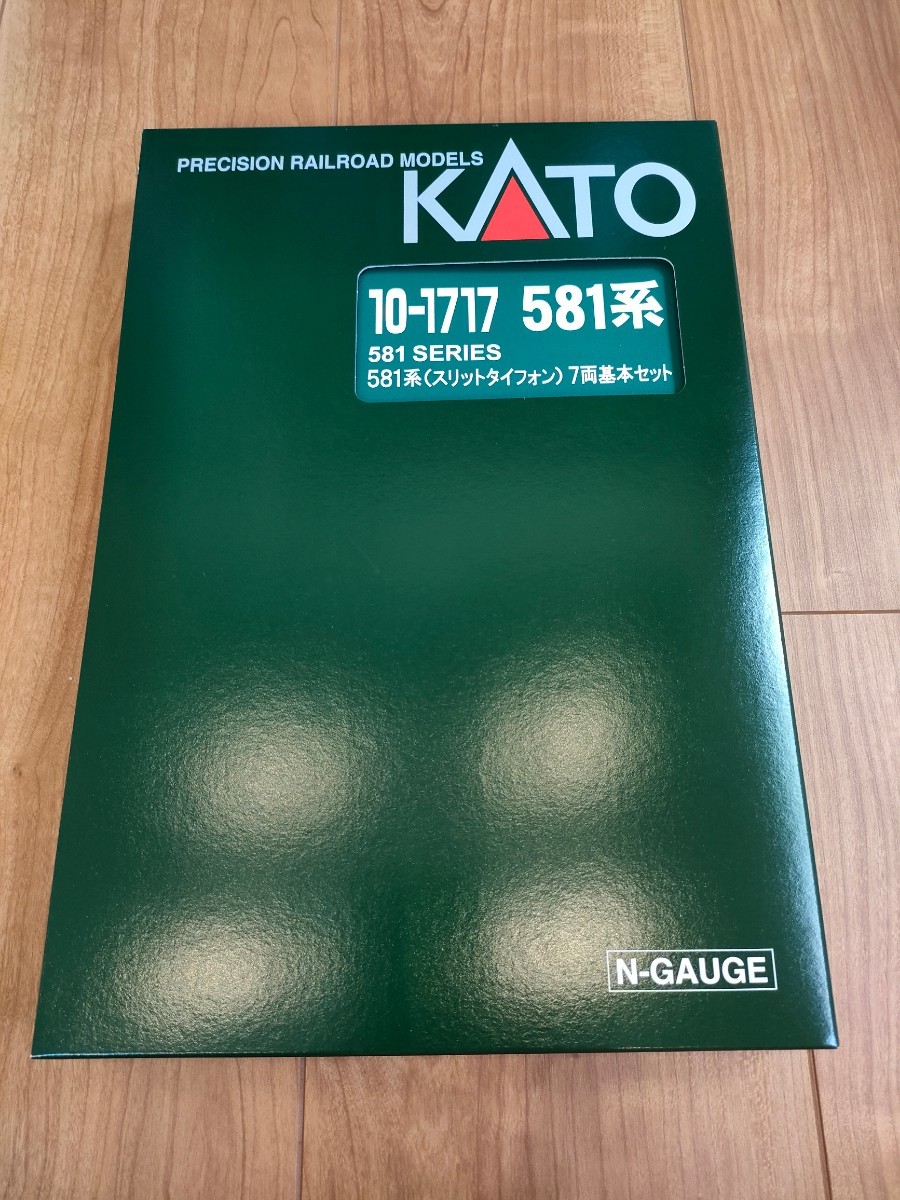 PRECISION RAILROAD MODELS
KATO
10-1717 581系
581 SERIES
581系(スリットタイフォン) 7両基本セット
N-GAUGE